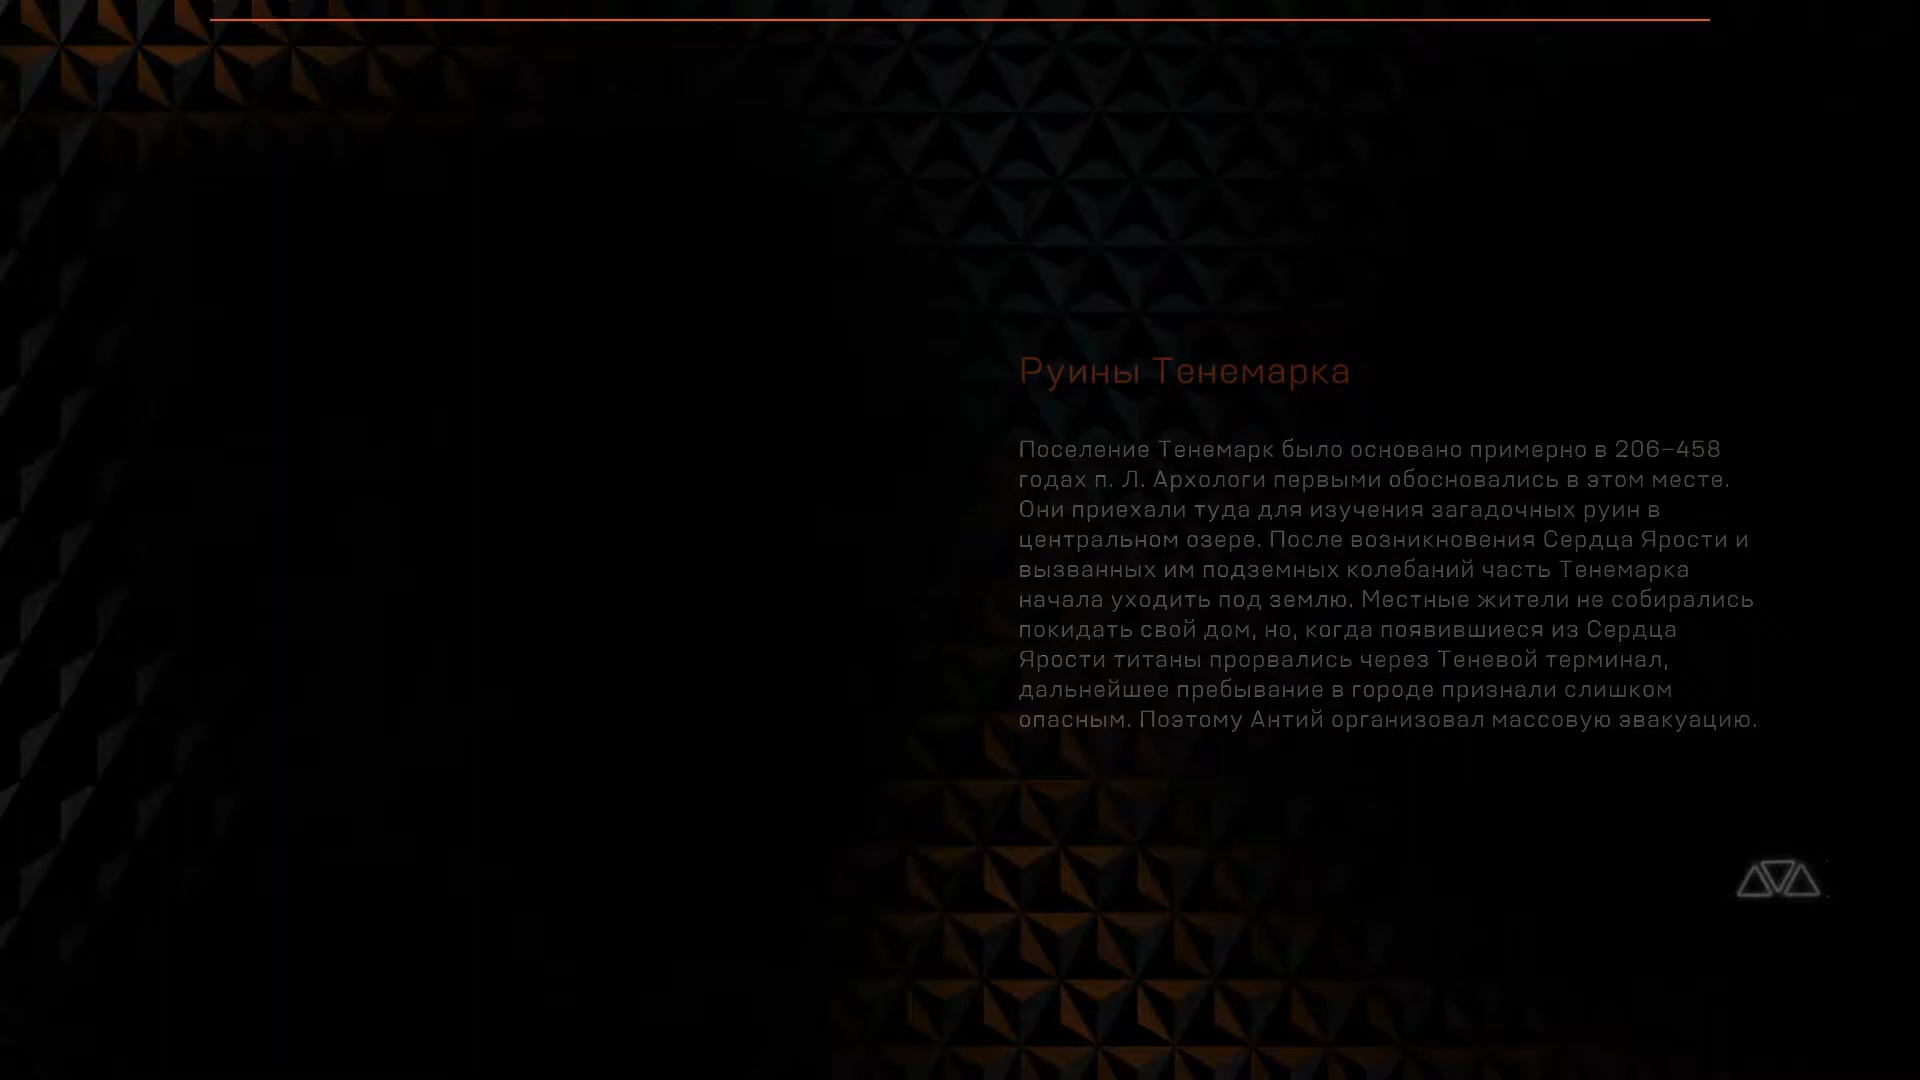 Руины Тенемарка
Поселение Тенемарк было основано примерно в 206–458
годах п. Л. Архологи первыми обосновались в этом месте.
Они приехали туда для изучения загадочных руин в
центральном озере. После возникновения Сердца Ярости и
вызванных им подземных колебаний часть Тенемарка
начала уходить под землю. Местные жители не собирались
покидать свой дом, но, когда появившиеся из Сердца
Ярости титаны прорвались через Теневой терминал,
дальнейшее пребывание в городе признали слишком
опасным. Поэтому Антий организовал массовую эвакуацию.